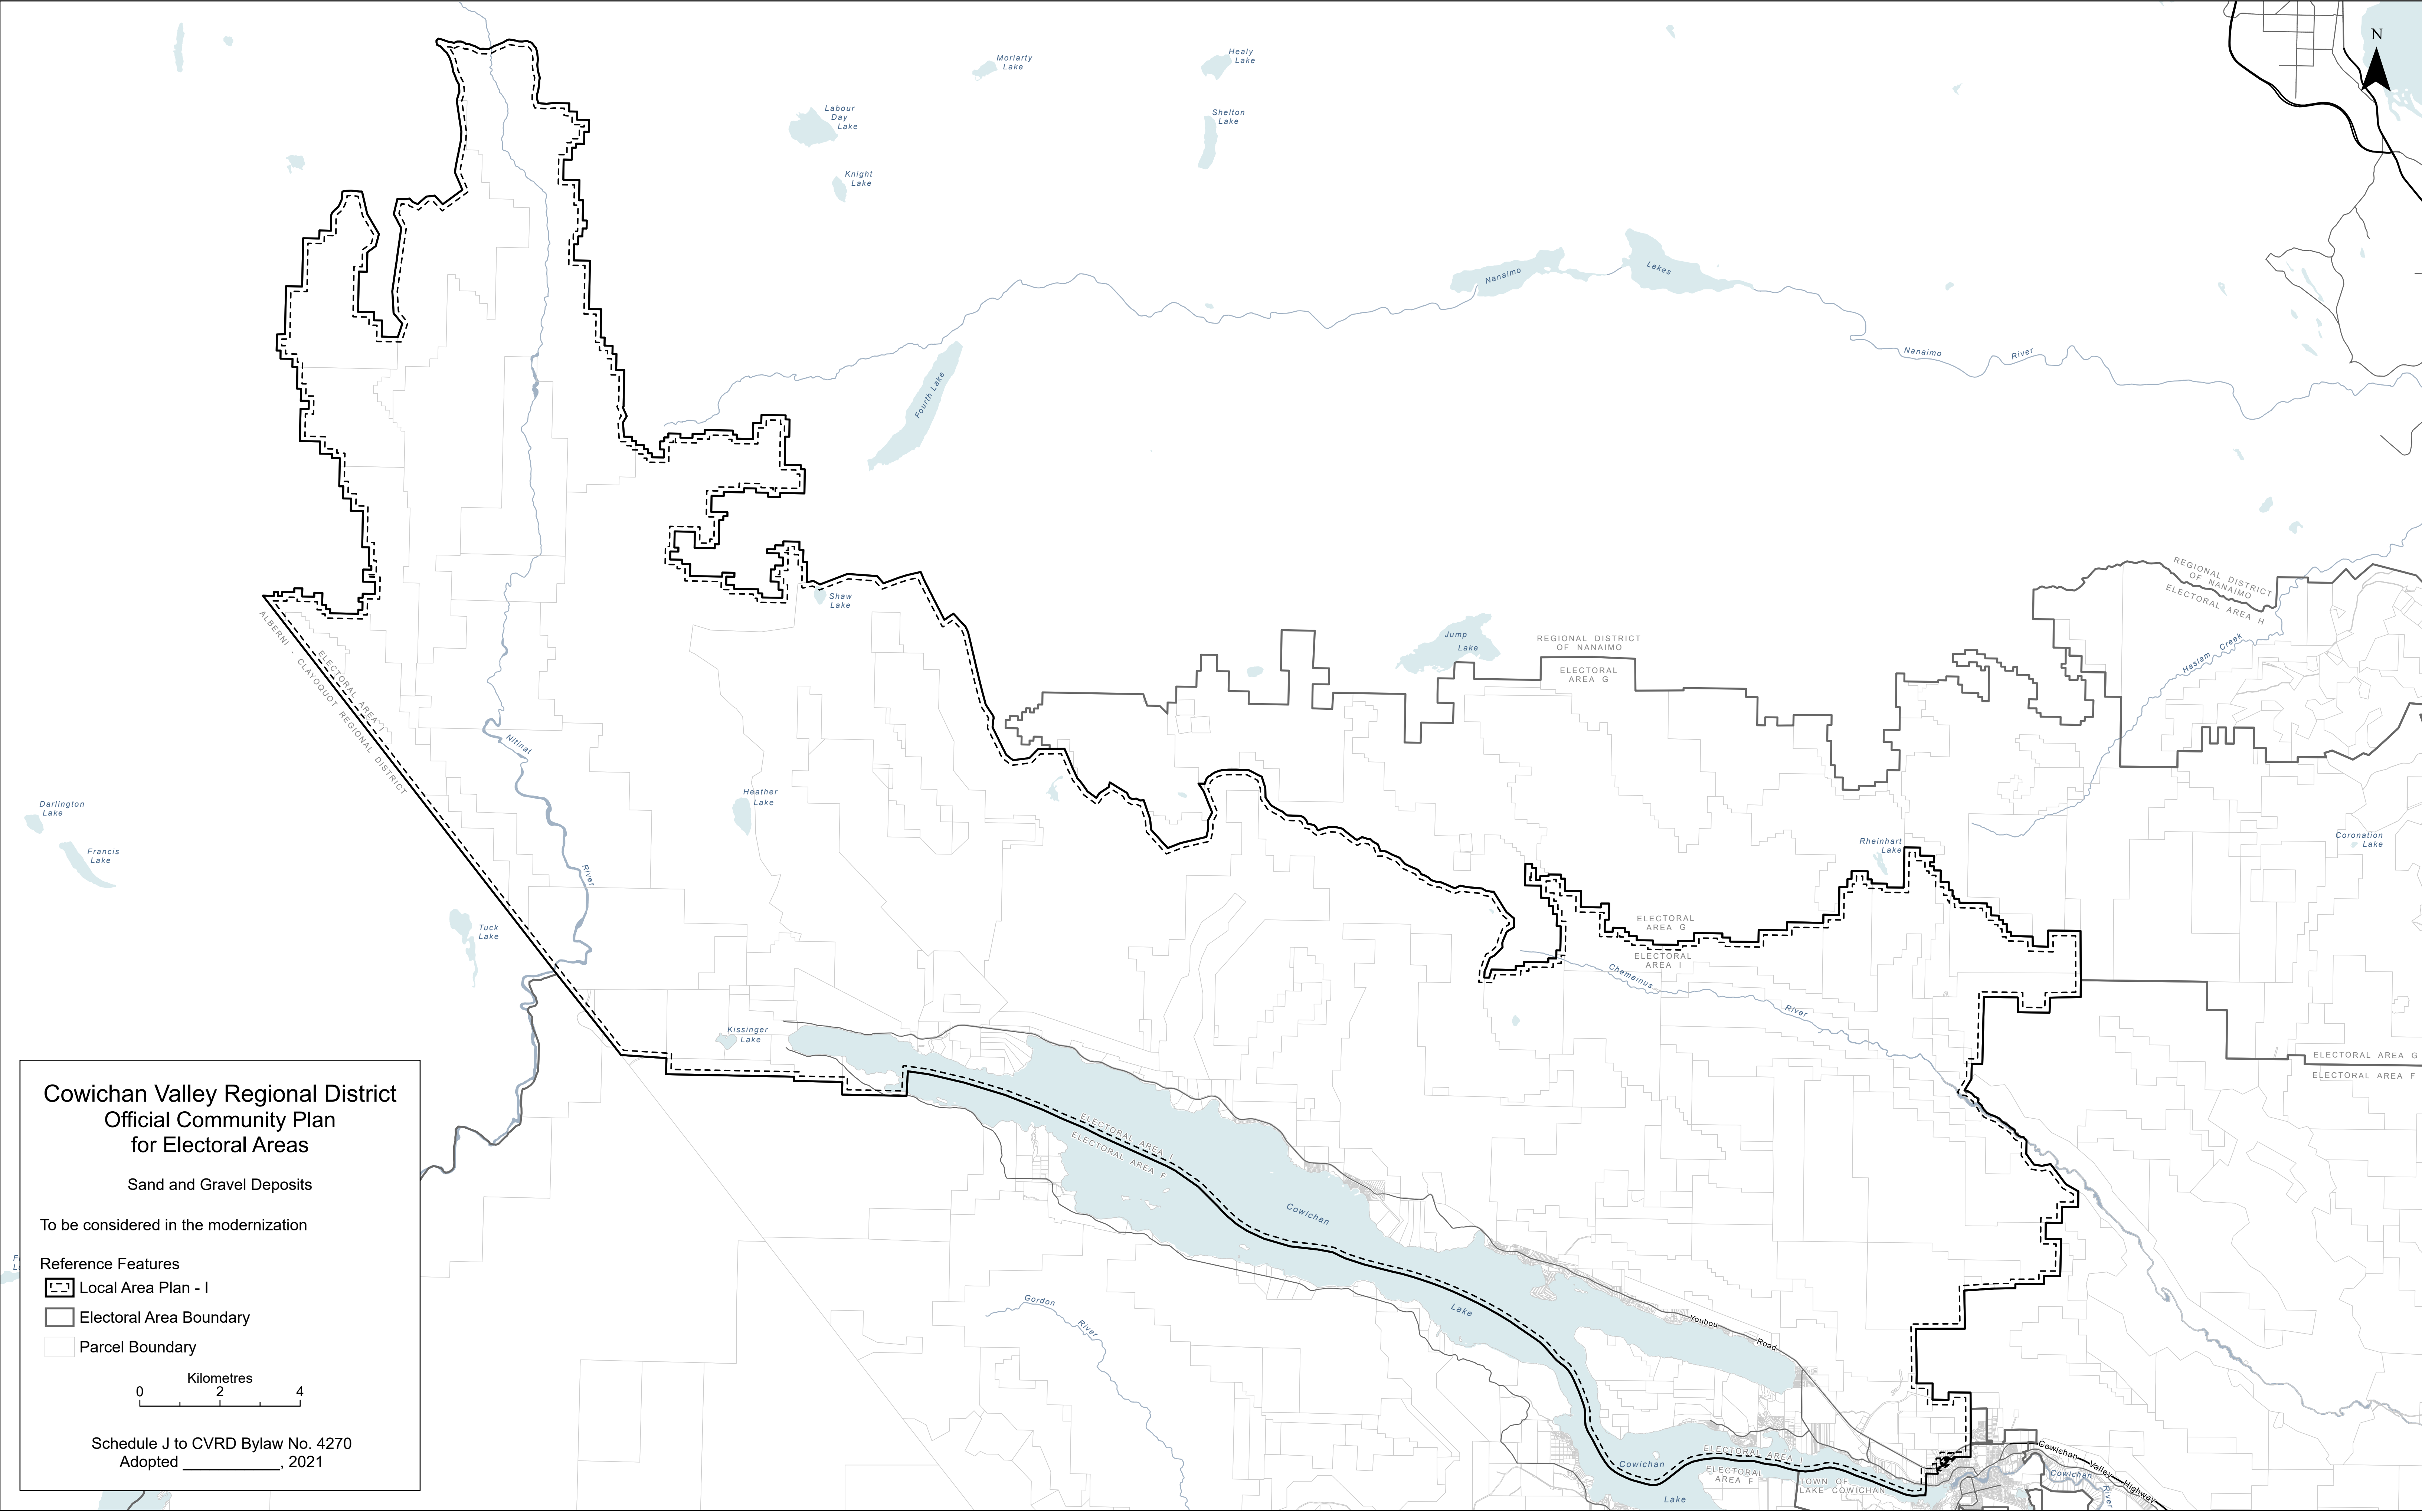 N
Moriarty
Lake
Healy
Lake
Labour
Day
Lake
Shelton
Lake
Knight
Lake
Nanaimo
Lakes
Nanaimo
River
Fourth Lake
REGIONAL DISTRICT
OF NANAIMO
ELECTORAL AREA H
Haslam Creek
Shaw
Lake
Jump
Lake
REGIONAL DISTRICT
OF NANAIMO
ELECTORAL
AREA G
ELECTORAL AREA I
ALBERNI - CLAYOQUOT REGIONAL DISTRICT
Nitinat
River
Heather
Lake
Darlington
Lake
Francis
Lake
Rheinhart
Lake
Coronation
Lake
Tuck
Lake
ELECTORAL
AREA G
ELECTORAL
AREA I
Chemainus
River
Kissinger
Lake
ELECTORAL AREA G
ELECTORAL AREA F
ELECTORAL AREA I
ELECTORAL AREA F
Cowichan
Lake
Gordon
River
Youbou
Road
ELECTORAL AREA I
ELECTORAL
AREA F
Cowichan
Lake
TOWN OF
LAKE COWICHAN
Cowichan Valley Highway
Cowichan
River
Cowichan Valley Regional District
Official Community Plan
for Electoral Areas
Sand and Gravel Deposits
To be considered in the modernization
Reference Features
Local Area Plan - I
Electoral Area Boundary
Parcel Boundary
Kilometres
0 2 4
Schedule J to CVRD Bylaw No. 4270
Adopted ____________, 2021